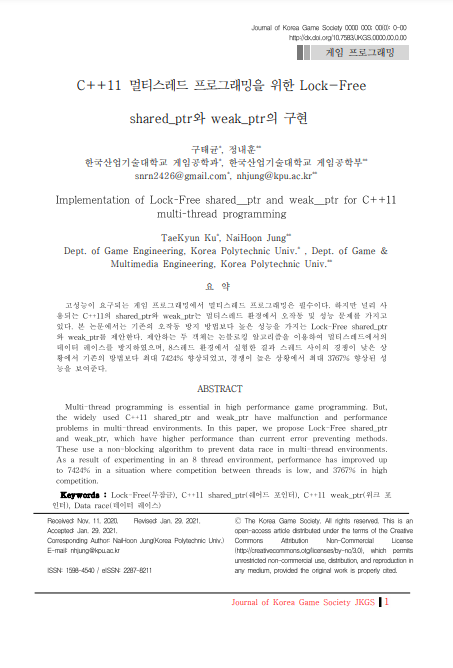 Journal of Korea Game Society 0000 000; 00(0): 0-00
http://dx.doi.org/10.7583/JKGS.0000.00.0.00
게임 프로그래밍
C++11 멀티스레드 프로그래밍을 위한 Lock-Free
shared_ptr와 weak_ptr의 구현
구태균*, 정내훈**
한국산업기술대학교 게임공학과*, 한국산업기술대학교 게임공학부**
snrn2426@gmail.com*, nhjung@kpu.ac.kr**
Implementation of Lock-Free shared__ptr and weak__ptr for C++11
multi-thread programming
TaeKyun Ku*, NaiHoon Jung**
Dept. of Game Engineering, Korea Polytechnic Univ.* , Dept. of Game &
Multimedia Engineering, Korea Polytechnic Univ.**
요 약
고성능이 요구되는 게임 프로그래밍에서 멀티스레드 프로그래밍은 필수이다. 하지만 널리 사
용되는 C++11의 shared_ptr와 weak_ptr는 멀티스레드 환경에서 오작동 및 성능 문제를 가지고
있다. 본 논문에서는 기존의 오작동 방지 방법보다 높은 성능을 가지는 Lock-Free shared_ptr
와 weak_ptr를 제안한다. 제안하는 두 객체는 논블로킹 알고리즘을 이용하여 멀티스레드에서의
데이터 레이스를 방지하였으며, 8스레드 환경에서 실험한 결과 스레드 사이의 경쟁이 낮은 상
황에서 기존의 방법보다 최대 7424% 향상되었고, 경쟁이 높은 상황에서 최대 3767% 향상된 성
능을 보여준다.
ABSTRACT
Multi-thread programming is essential in high performance game programming. But,
the widely used C++11 shared_ptr and weak_ptr have malfunction and performance
problems in multi-thread environments. In this paper, we propose Lock-Free shared_ptr
and weak_ptr, which have higher performance than current error preventing methods.
These use a non-blocking algorithm to prevent data race in multi-thread environments.
As a result of experimenting in an 8 thread environment, performance has improved up
to 7424% in a situation where competition between threads is low, and 3767% in high
competition.
Keywords : Lock-Free(무잠금), C++11 shared_ptr(쉐어드 포인터), C++11 weak_ptr(위크 포
인터), Data race(데이터 레이스)
Received: Nov. 11. 2020. Revised: Jan. 29. 2021.
Accepted: Jan. 29. 2021.
Corresponding Author: NaiHoon Jung(Korea Polytechnic Univ.)
E-mail: nhjung@kpu.ac.kr
ISSN: 1598-4540 / eISSN: 2287-8211
Ⓒ The Korea Game Society. All rights reserved. This is an
open-access article distributed under the terms of the Creative
Commons Attribution Non-Commercial License
(http://creativecommons.otg/licenses/by-nc/3.0), which permits
unrestricted non-commercial use, distribution, and reproduction in
any medium, provided the original work is properly cited.
Journal of Korea Game Society JKGS 1